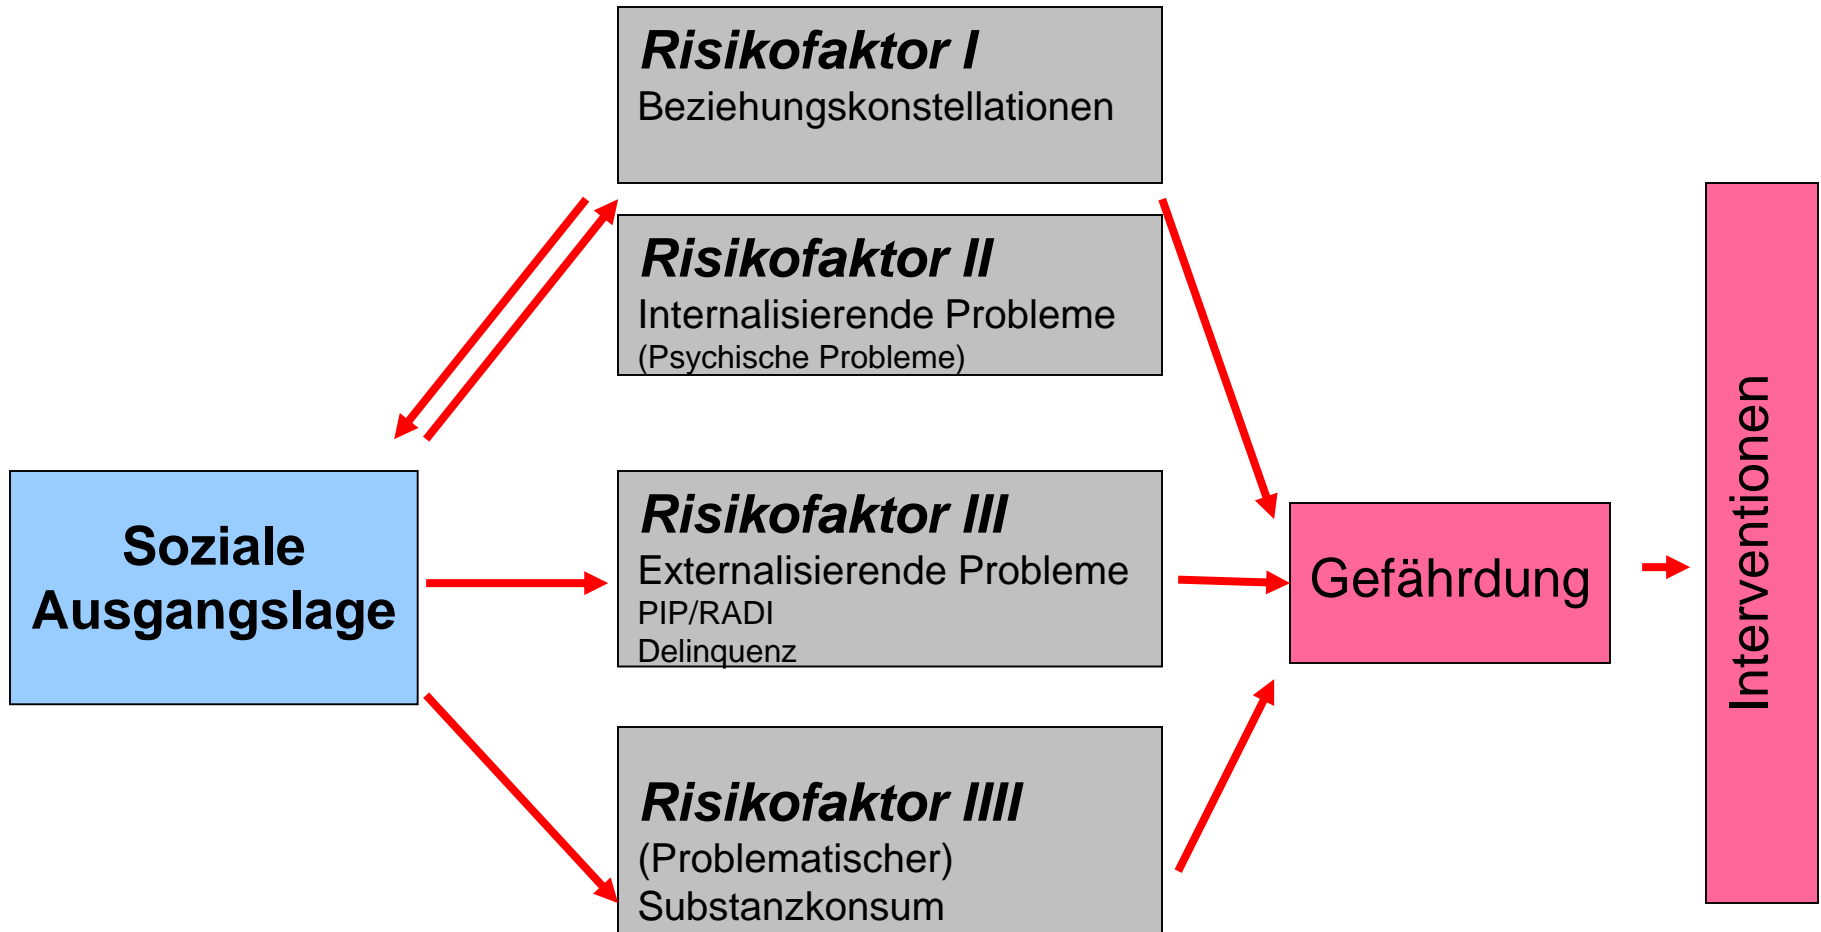 Risikofaktor I
Beziehungskonstellationen
Risikofaktor II
Internalisierende Probleme
(Psychische Probleme)
Soziale
Ausgangslage
Risikofaktor III
Externalisierende Probleme
PIP/RADI
Delinquenz
Risikofaktor IIII
(Problematischer)
Substanzkonsum
Gefährdung
Interventionen